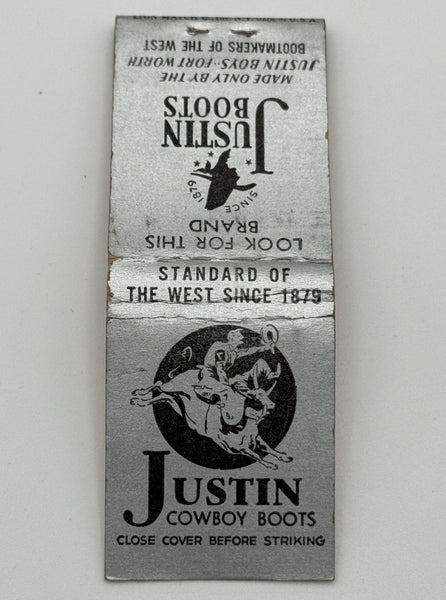 STANDARD OF
THE WEST SINCE 1879
JUSTIN
COWBOY BOOTS
CLOSE COVER BEFORE STRIKING
LOOK FOR THIS
BRAND
SINCE 1879
JUSTIN
BOOTS
MADE ONLY BY THE
JUSTIN BOYS · FORT WORTH
BOOTMAKERS OF THE WEST